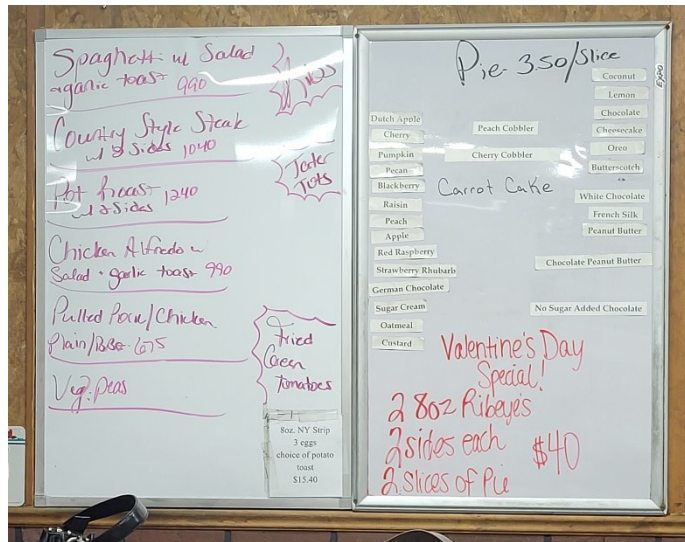 Spaghetti w/ Salad
+ garlic toast 990
Country Style Steak
w/ 2 Sides 1040
Pot Roast 1240
w/ 2 Sides
Chicken Alfredo w
Salad + garlic toast 990
Pulled Pork/Chicken
Plain/BBQ 675
Veg: Peas
Tater
Tots
Fried
Green
tomatoes
8oz. NY Strip
3 eggs
choice of potato
toast
$15.40
Pie 3.50/Slice
EXPO
Dutch Apple
Cherry
Pumpkin
Pecan
Blackberry
Raisin
Peach
Apple
Red Raspberry
Strawberry Rhubarb
German Chocolate
Sugar Cream
Oatmeal
Custard
Peach Cobbler
Cherry Cobbler
Carrot Cake
Coconut
Lemon
Chocolate
Cheesecake
Oreo
Butterscotch
White Chocolate
French Silk
Peanut Butter
Chocolate Peanut Butter
No Sugar Added Chocolate
Valentine's Day
Special!
2 8oz Ribeye's
2 sides each $40
2 slices of Pie